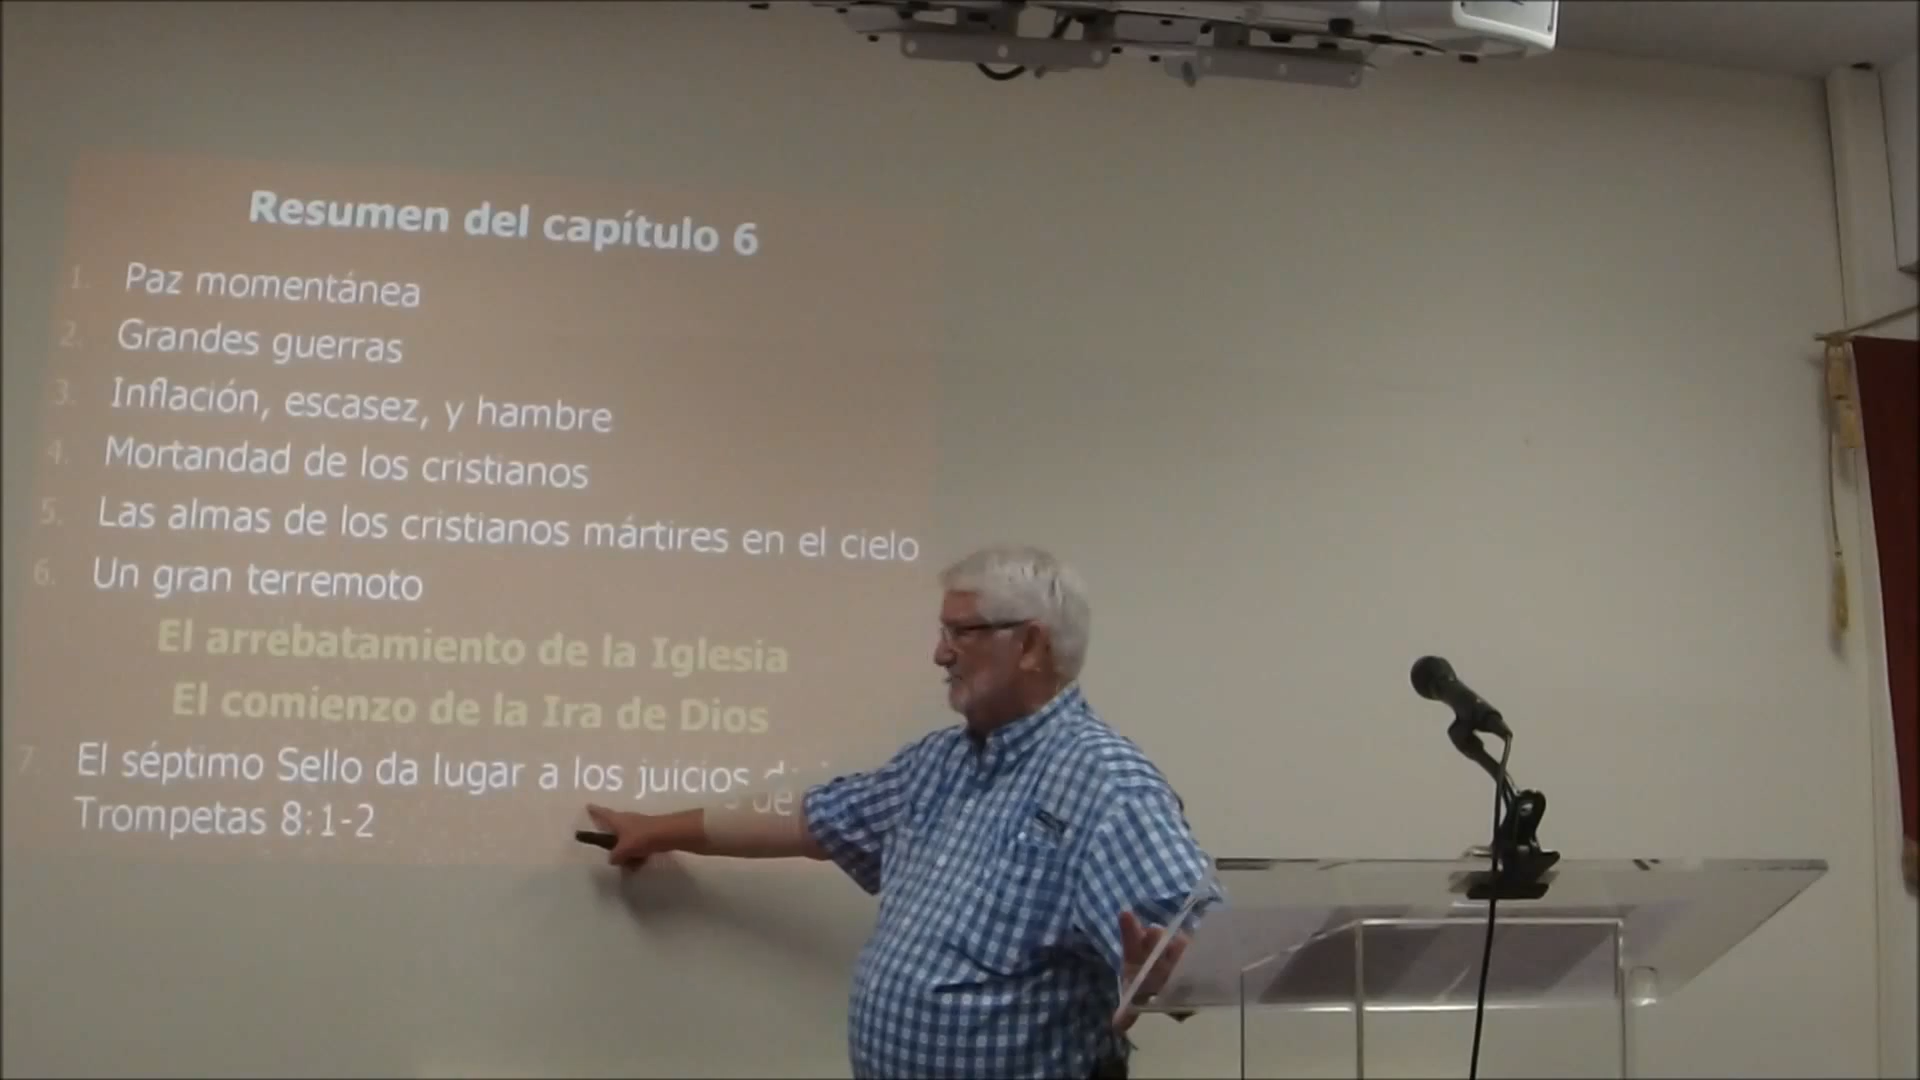 Resumen del capítulo 6
1. Paz momentánea
2. Grandes guerras
3. Inflación, escasez, y hambre
4. Mortandad de los cristianos
5. Las almas de los cristianos mártires en el cielo
6. Un gran terremoto
El arrebatamiento de la Iglesia
El comienzo de la Ira de Dios
7. El séptimo Sello da lugar a los juicios de
Trompetas 8:1-2